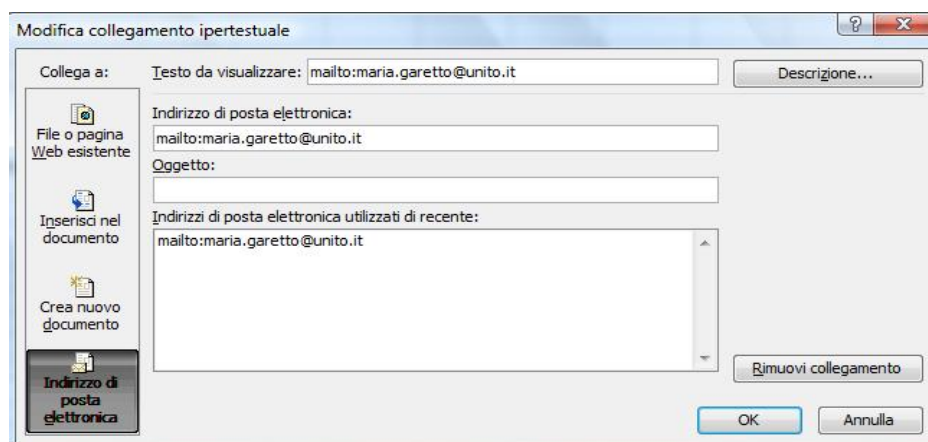 Modifica collegamento ipertestuale
Collega a:
Testo da visualizzare: mailto:maria.garetto@unito.it
Descrizione...
File o pagina
Web esistente
Indirizzo di posta elettronica:
mailto:maria.garetto@unito.it
Oggetto:
Inserisci nel
documento
Indirizzi di posta elettronica utilizzati di recente:
mailto:maria.garetto@unito.it
Crea nuovo
documento
Indirizzo di
posta
elettronica
Rimuovi collegamento
OK
Annulla